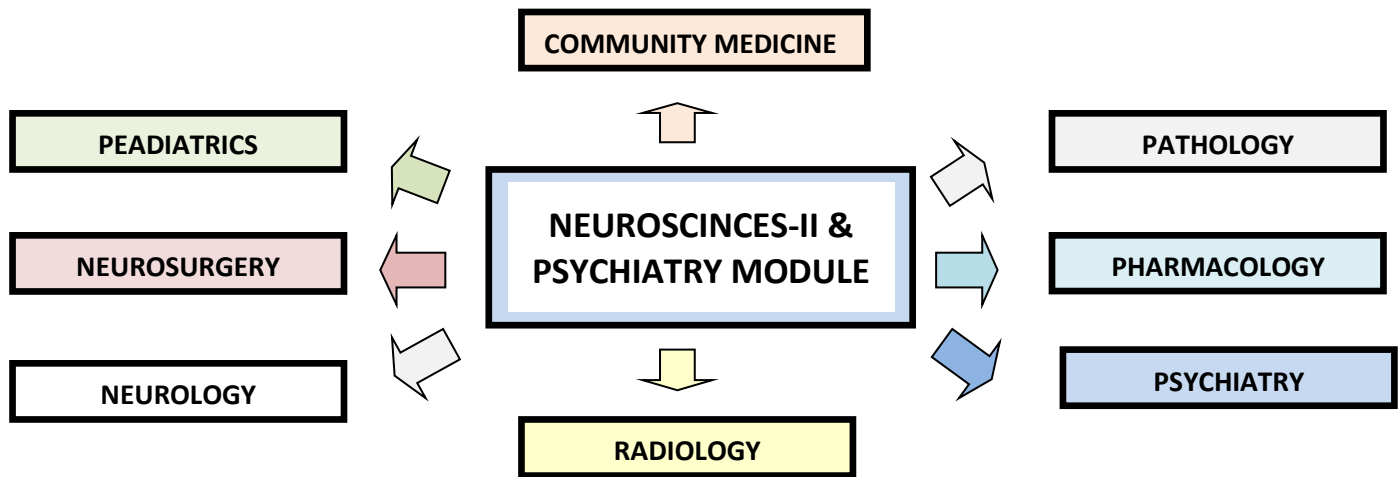 COMMUNITY MEDICINE
PEADIATRICS
PATHOLOGY
NEUROSCINCES-II &
PSYCHIATRY MODULE
NEUROSURGERY
PHARMACOLOGY
NEUROLOGY
PSYCHIATRY
RADIOLOGY